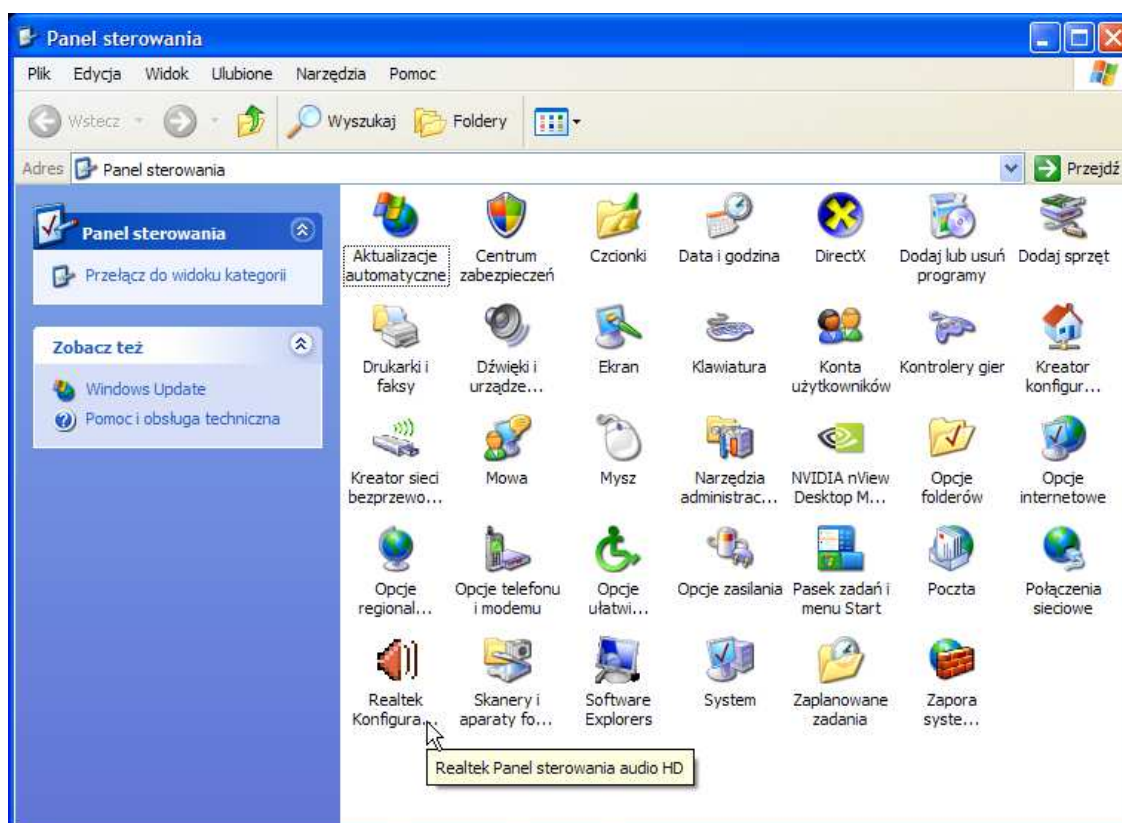 Panel sterowania
Plik Edycja Widok Ulubione Narzędzia Pomoc
Wstecz Wyszukaj Foldery
Adres Panel sterowania Przejdź
Panel sterowania
Przełącz do widoku kategorii
Zobacz też
Windows Update
Pomoc i obsługa techniczna
Aktualizacje automatyczne
Centrum zabezpieczeń
Czcionki
Data i godzina
DirectX
Dodaj lub usuń programy
Dodaj sprzęt
Drukarki i faksy
Dźwięki i urządze...
Ekran
Klawiatura
Konta użytkowników
Kontrolery gier
Kreator konfigur...
Kreator sieci bezprzewo...
Mowa
Mysz
Narzędzia administrac...
NVIDIA nView Desktop M...
Opcje folderów
Opcje internetowe
Opcje regional...
Opcje telefonu i modemu
Opcje ułatwi...
Opcje zasilania
Pasek zadań i menu Start
Poczta
Połączenia sieciowe
Realtek Konfigura...
Skanery i aparaty fo...
Software Explorers
System
Zaplanowane zadania
Zapora syste...
Realtek Panel sterowania audio HD